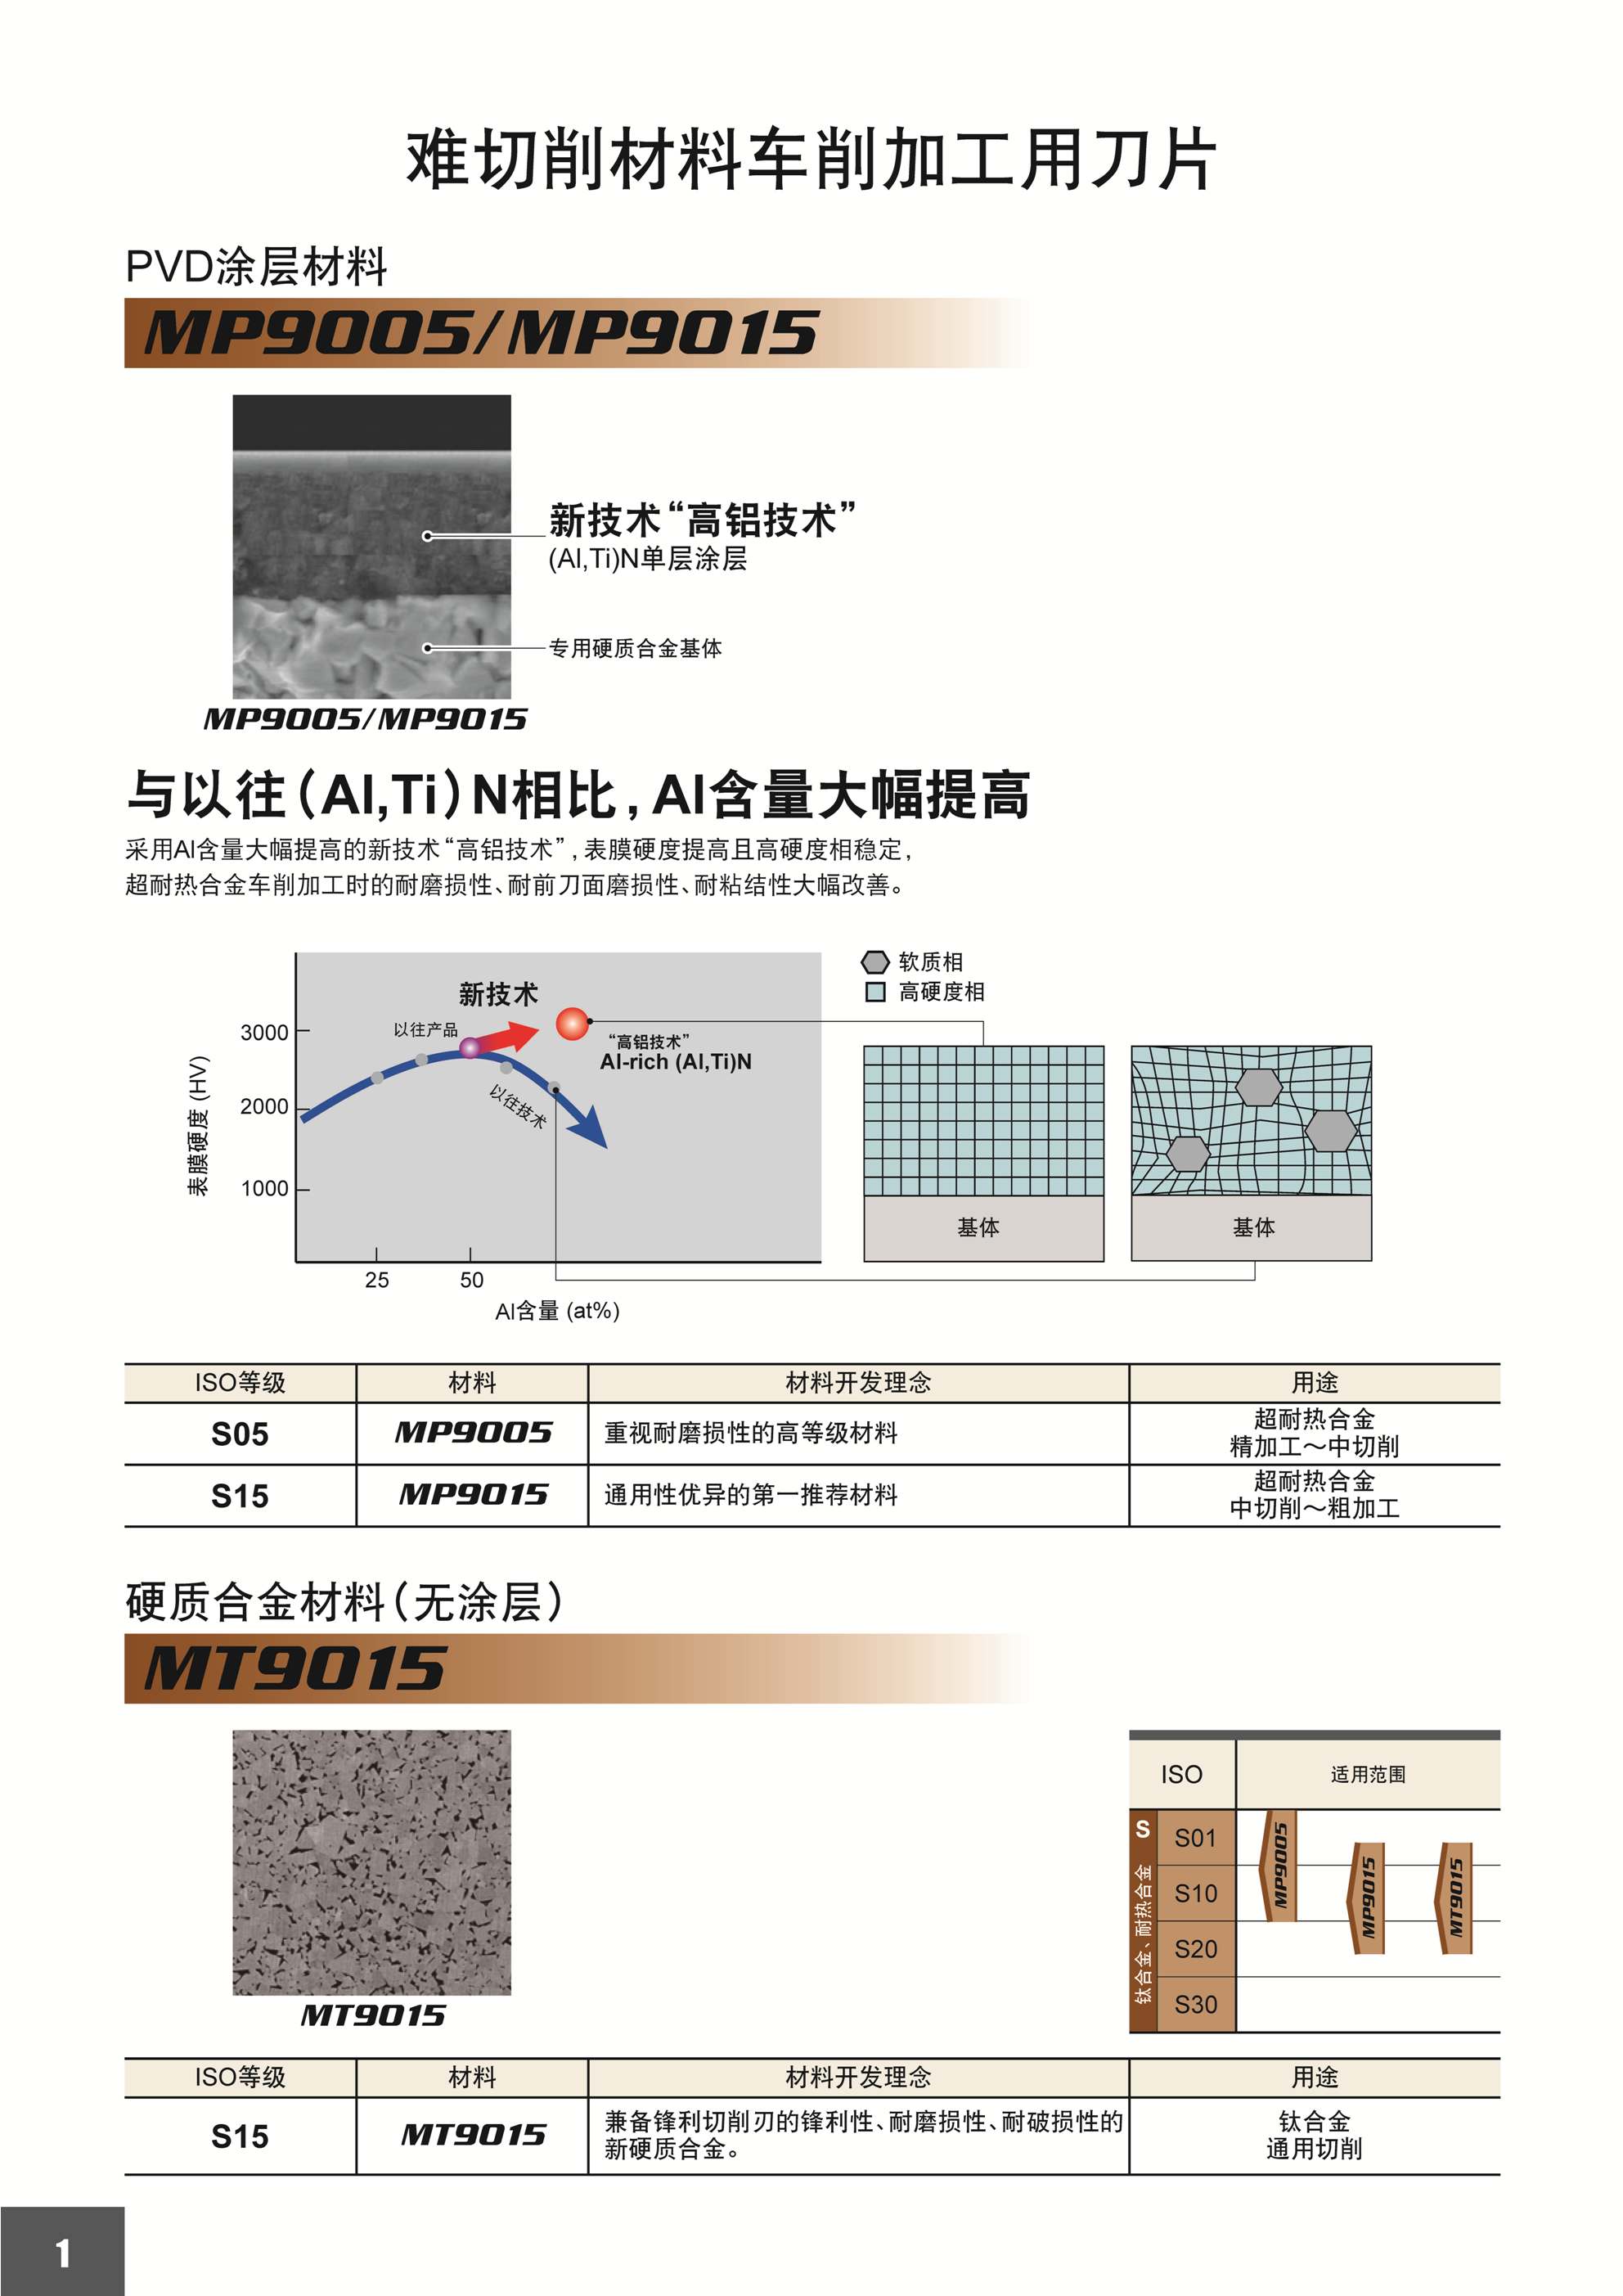 难切削材料车削加工用刀片
PVD涂层材料
MP9005/MP9015
新技术“高铝技术”
(Al,Ti)N单层涂层
专用硬质合金基体
MP9005/MP9015
与以往(Al,Ti)N相比,Al含量大幅提高
采用Al含量大幅提高的新技术“高铝技术”,表膜硬度提高且高硬度相稳定,
超耐热合金车削加工时的耐磨损性、耐前刀面磨损性、耐粘结性大幅改善。
软质相
高硬度相
新技术
以往产品
“高铝技术”
Al-rich (Al,Ti)N
以往技术
表膜硬度 (HV)
3000
2000
1000
25
50
Al含量 (at%)
基体
基体
ISO等级 材料 材料开发理念 用途
S05 MP9005 重视耐磨损性的高等级材料 超耐热合金
精加工～中切削
S15 MP9015 通用性优异的第一推荐材料 超耐热合金
中切削～粗加工
硬质合金材料(无涂层)
MT9015
MT9015
ISO 适用范围
S
钛合金、耐热合金
S01
S10
S20
S30
MP9005
MP9015
MT9015
ISO等级 材料 材料开发理念 用途
S15 MT9015 兼备锋利切削刃的锋利性、耐磨损性、耐破损性的 钛合金
新硬质合金。 通用切削
1